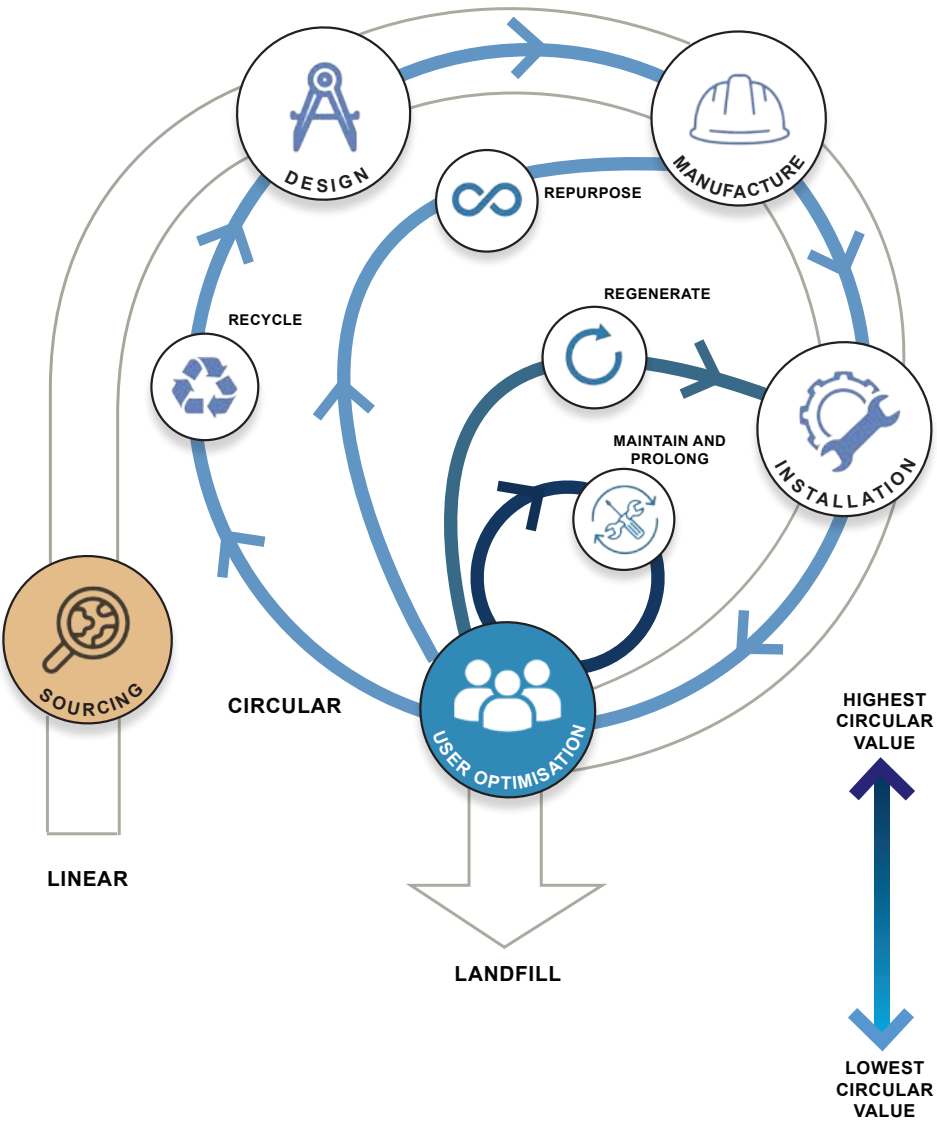 DESIGN
MANUFACTURE
REPURPOSE
REGENERATE
RECYCLE
MAINTAIN AND
PROLONG
INSTALLATION
SOURCING
CIRCULAR
USER OPTIMISATION
HIGHEST
CIRCULAR
VALUE
LINEAR
LANDFILL
LOWEST
CIRCULAR
VALUE